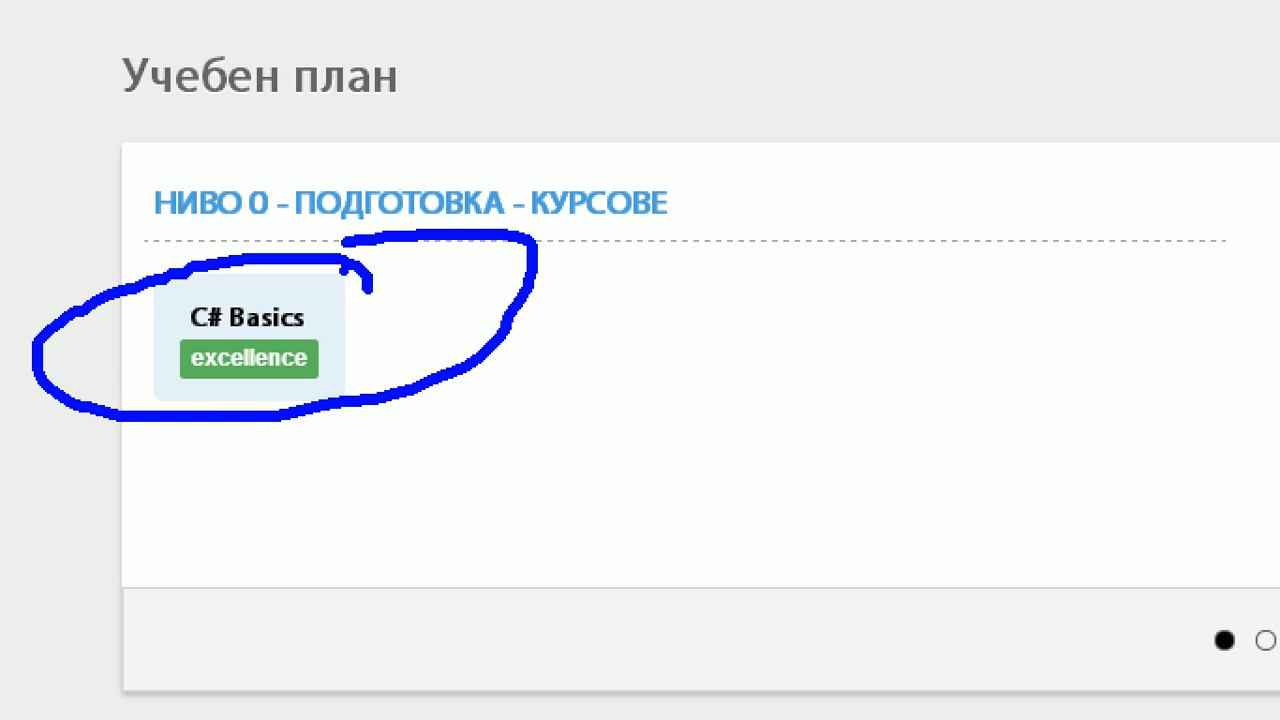 Учебен план
НИВО 0 - ПОДГОТОВКА - КУРСОВЕ
C# Basics
excellence